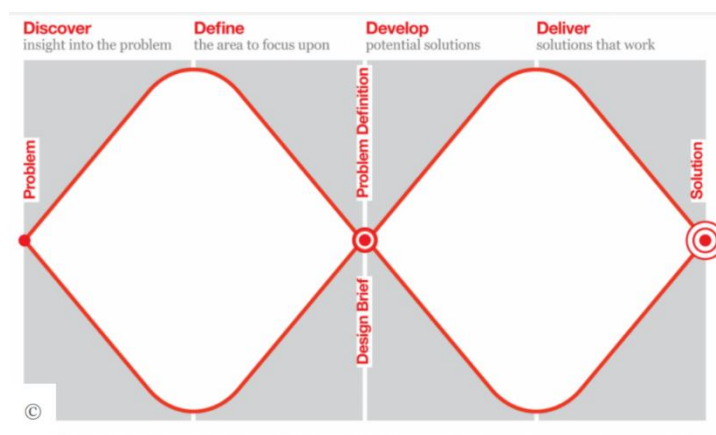 Discover
insight into the problem
Define
the area to focus upon
Develop
potential solutions
Deliver
solutions that work
Problem
Problem Definition
Design Brief
Solution
©